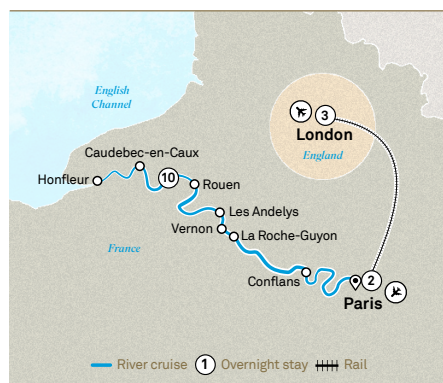 English
Channel
3
London
England
Caudebec-en-Caux
Honfleur
10
Rouen
Les Andelys
Vernon
La Roche-Guyon
France
Conflans
2
Paris
River cruise
1
Overnight stay
Rail